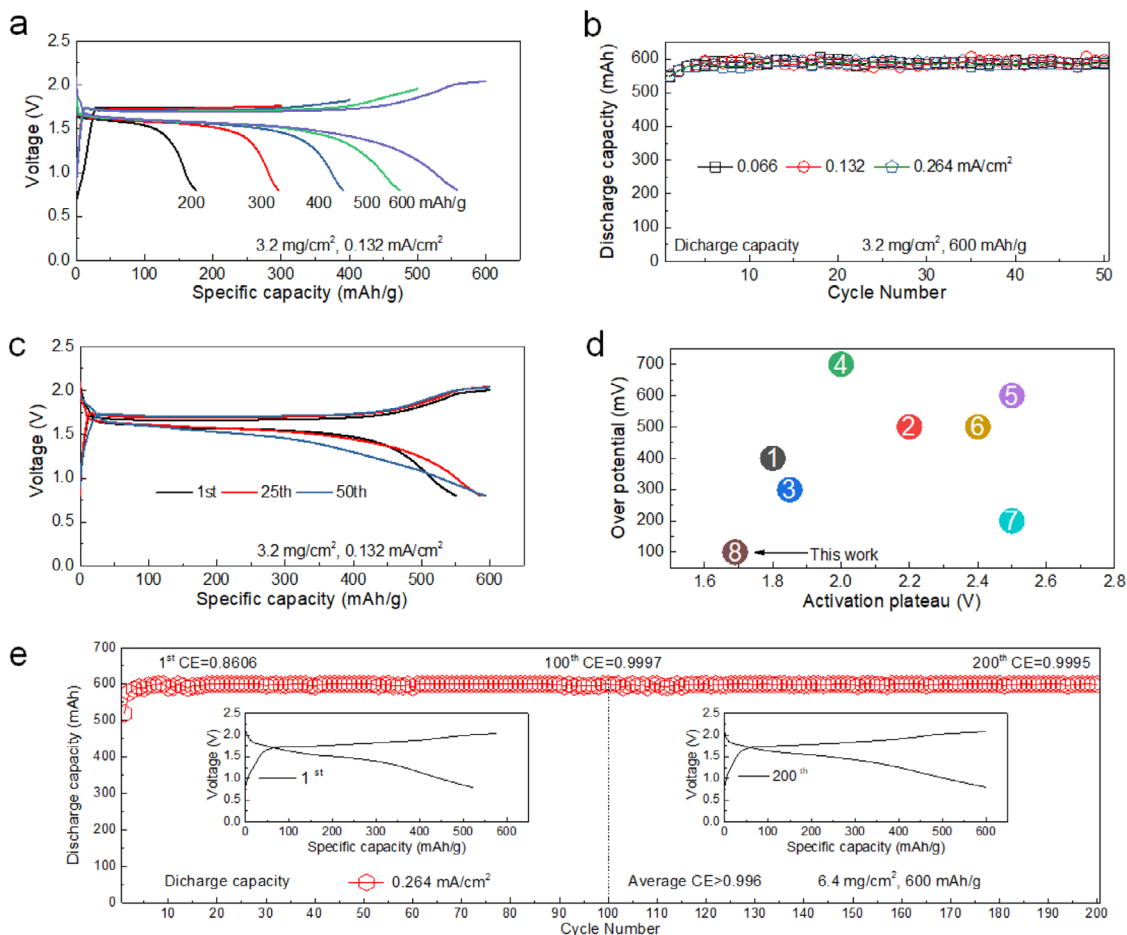 a
2.5
2.0
1.5
1.0
0.5
0.0
Voltage (V)
200 300 400 500 600 mAh/g
3.2 mg/cm², 0.132 mA/cm²
0 100 200 300 400 500 600
Specific capacity (mAh/g)
b
600
500
400
300
200
100
0
Discharge capacity (mAh)
0.066 0.132 0.264 mA/cm²
Dicharge capacity 3.2 mg/cm², 600 mAh/g
10 20 30 40 50
Cycle Number
c
2.5
2.0
1.5
1.0
0.5
0.0
Voltage (V)
1st 25th 50th
3.2 mg/cm², 0.132 mA/cm²
0 100 200 300 400 500 600
Specific capacity (mAh/g)
d
700
600
500
400
300
200
100
Over potential (mV)
4
5
2
6
1
3
7
8
This work
1.6 1.8 2.0 2.2 2.4 2.6 2.8
Activation plateau (V)
e
700
600
500
400
300
200
100
0
Discharge capacity (mAh)
1st CE=0.8606 100th CE=0.9997 200th CE=0.9995
2.5
2.0
1.5
1.0
0.5
0.0
Voltage (V)
1st
0 100 200 300 400 500 600
Specific capacity (mAh/g)
2.5
2.0
1.5
1.0
0.5
0.0
Voltage (V)
200th
0 100 200 300 400 500 600
Specific capacity (mAh/g)
Dicharge capacity 0.264 mA/cm² Average CE>0.996 6.4 mg/cm², 600 mAh/g
10 20 30 40 50 60 70 80 90 100 110 120 130 140 150 160 170 180 190 200
Cycle Number